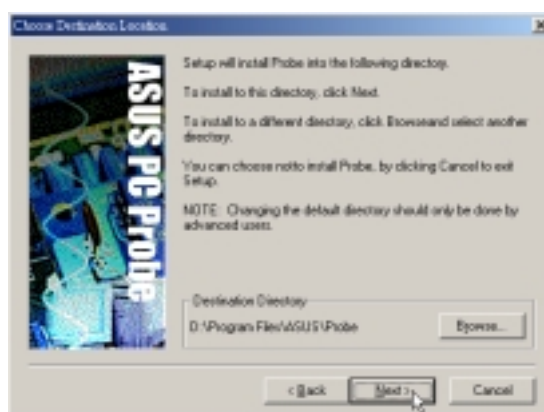 Choose Destination Location
ASUS PC Probe
Setup will install Probe into the following directory.
To install to this directory, click Next.
To install to a different directory, click Browseand select another
directory.
You can choose notto install Probe, by clicking Cancel to exit
Setup.
NOTE: Changing the default directory should only be done by
advanced users.
Destination Directory
D:\Program Files\ASUS\Probe
Browse...
< Back
Next >
Cancel